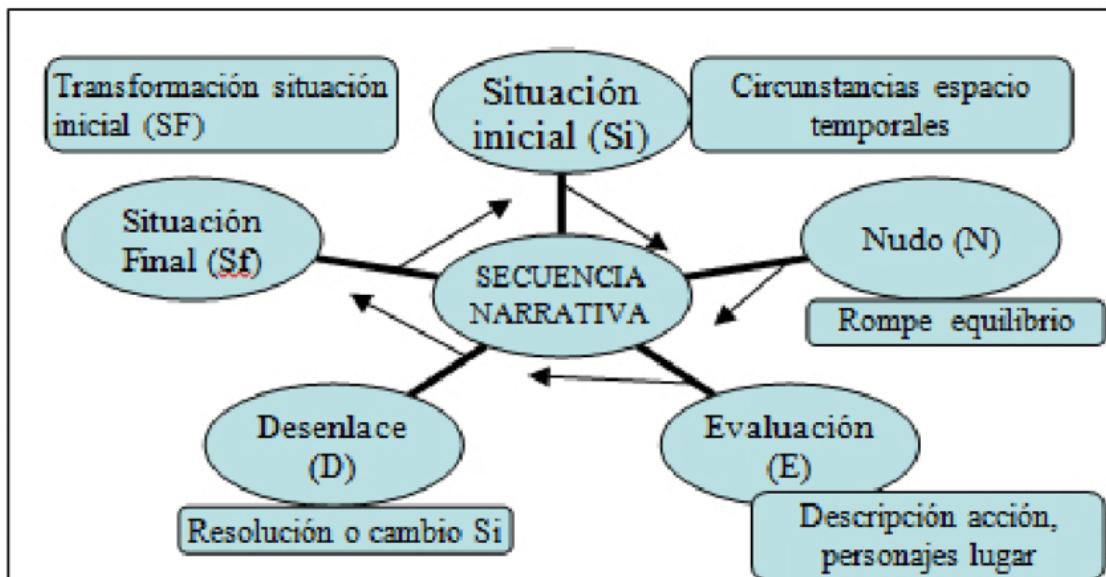 Transformación situación
inicial (SF)
Situación
inicial (Si)
Circunstancias espacio
temporales
Situación
Final (Sf)
Nudo (N)
Rompe equilibrio
SECUENCIA
NARRATIVA
Desenlace
(D)
Resolución o cambio Si
Evaluación
(E)
Descripción acción,
personajes lugar